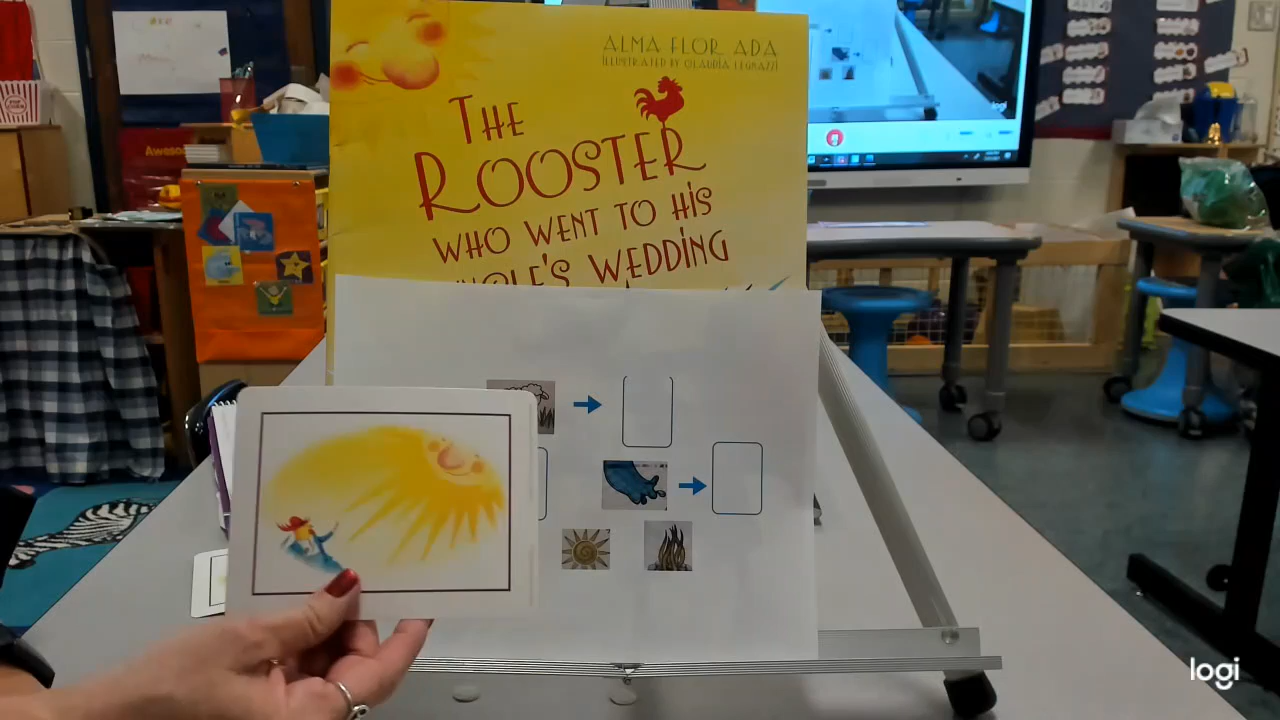 ALMA FLOR ADA
ILLUSTRATED BY CLAUDIA LEGNAZZI
THE
ROOSTER
WHO WENT TO HIS
WEDDING
logi